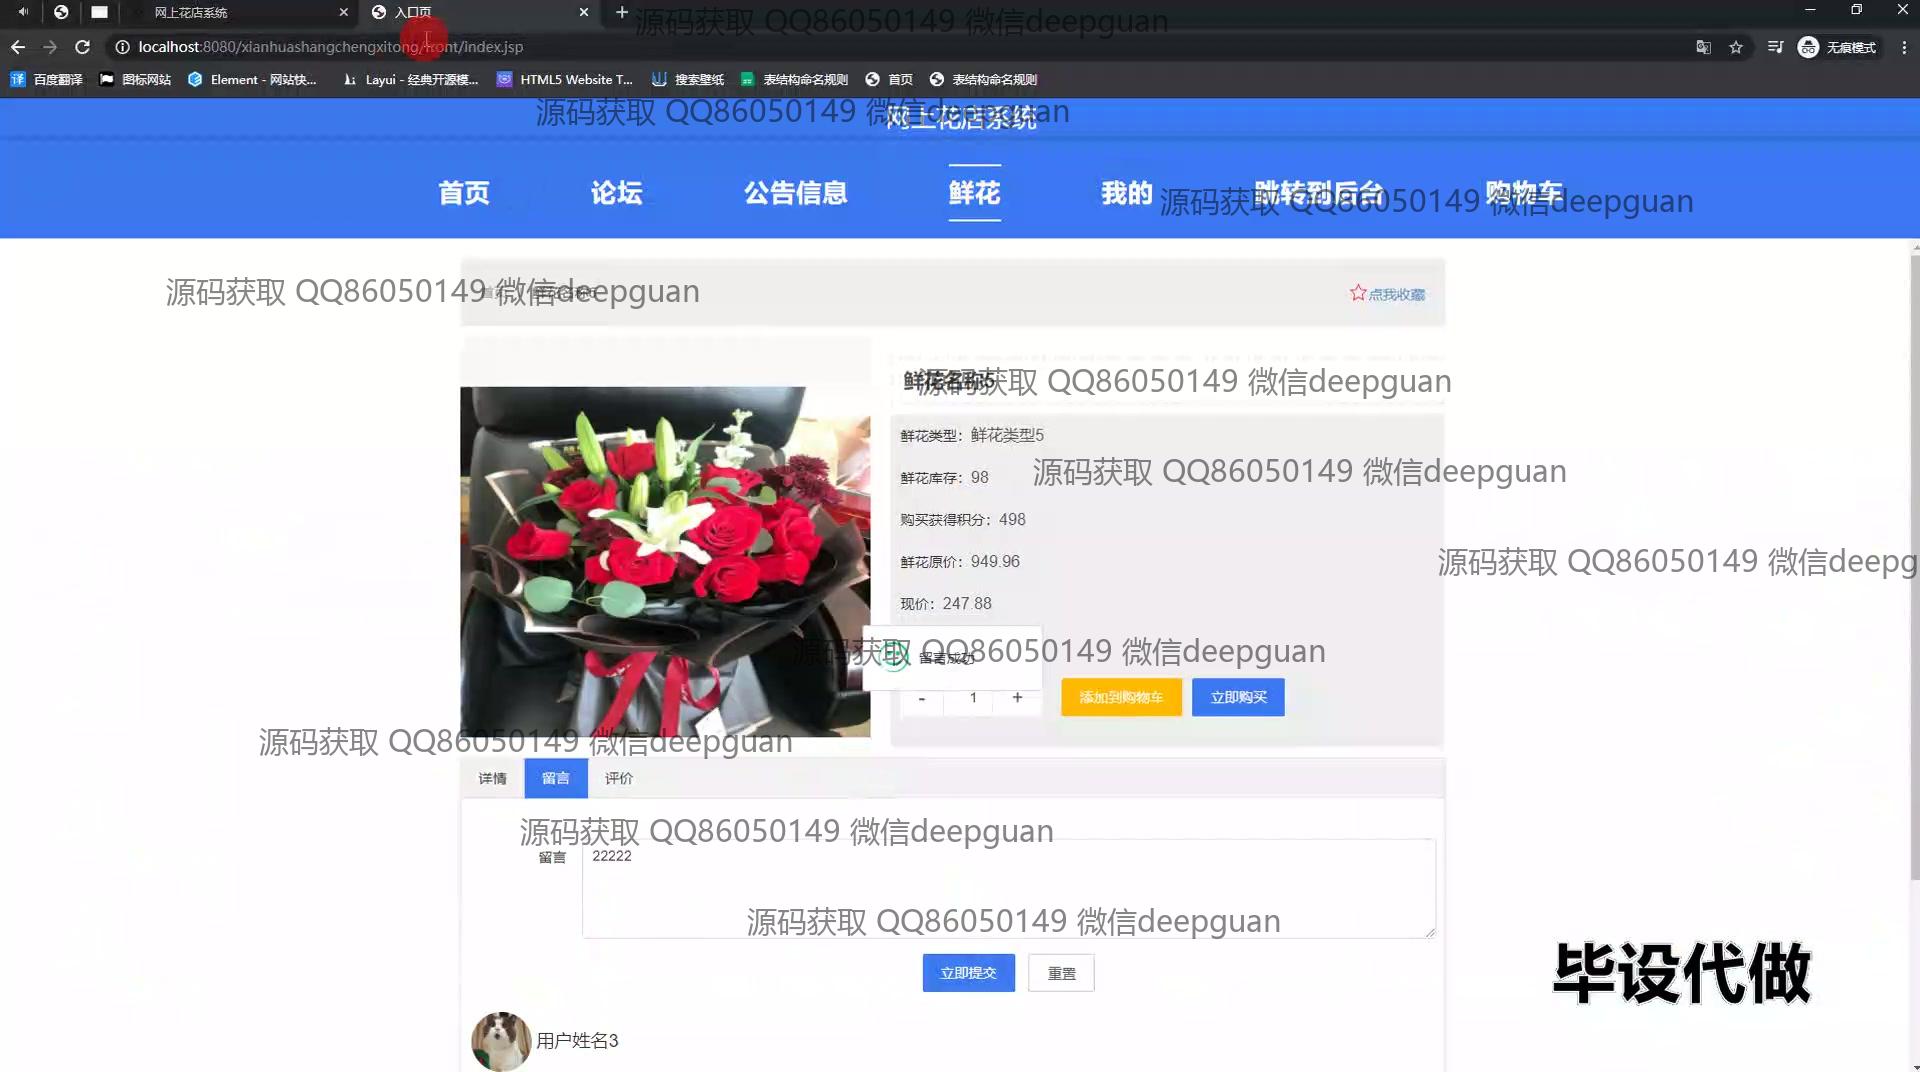 网上花店系统
入口页
源码获取 QQ86050149 微信deepguan
localhost:8080/xianhuashangchengxitong/front/index.jsp
无痕模式
百度翻译 图标网站 Element - 网站快... Layui - 经典开源模... HTML5 Website T... 搜索壁纸 表结构命名规则 首页 表结构命名规则
源码获取 QQ86050149 微信deepguan
网上花店系统
首页 论坛 公告信息 鲜花 我的 跳转到后台 购物车
源码获取 QQ86050149 微信deepguan
源码获取 QQ86050149 微信deepguan
点我收藏
鲜花名称5
源码获取 QQ86050149 微信deepguan
鲜花类型：鲜花类型5
鲜花库存：98
源码获取 QQ86050149 微信deepguan
购买获得积分：498
鲜花原价：949.96
源码获取 QQ86050149 微信deepg
现价：247.88
源码获取 QQ86050149 微信deepguan
留言成功
- 1 + 添加到购物车 立即购买
源码获取 QQ86050149 微信deepguan
详情 留言 评价
源码获取 QQ86050149 微信deepguan
留言 22222
源码获取 QQ86050149 微信deepguan
立即提交 重置
毕设代做
用户姓名3